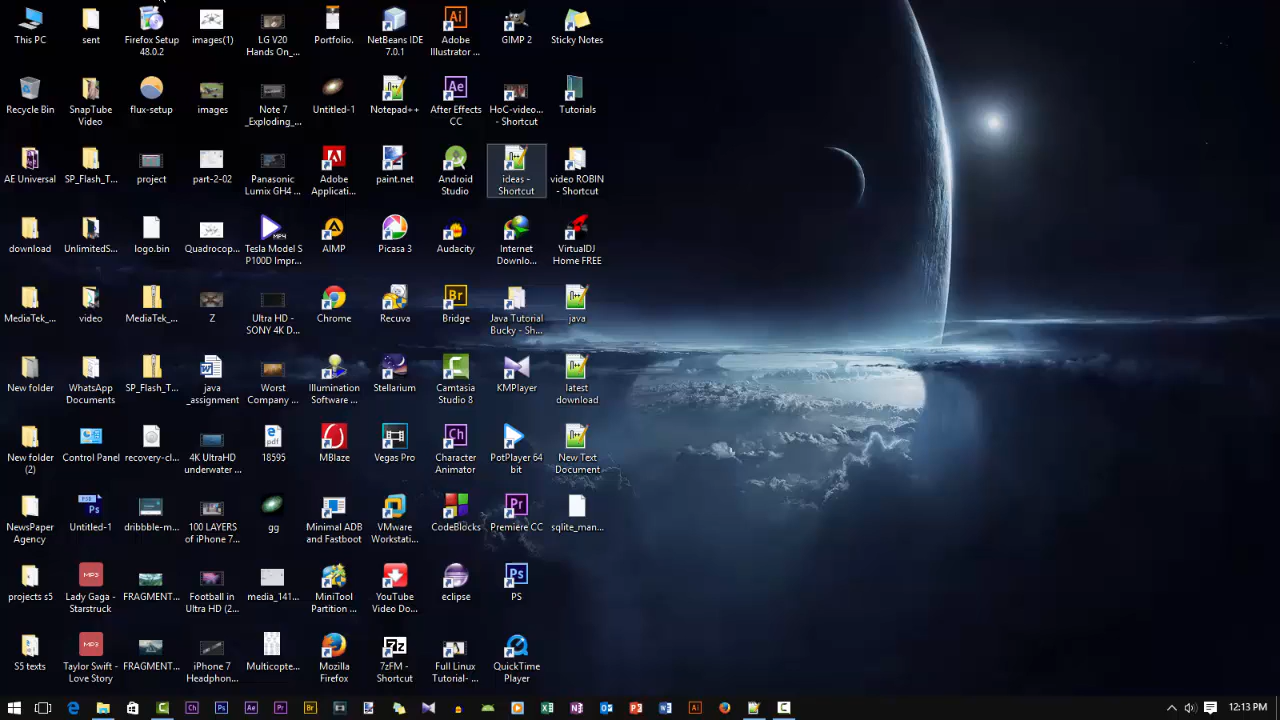 This PC
sent
Firefox Setup
48.0.2
images(1)
LG V20
Hands On_...
Portfolio.
NetBeans IDE
7.0.1
Adobe
Illustrator ...
GIMP 2
Sticky Notes
Recycle Bin
SnapTube
Video
flux-setup
images
Note 7
_Exploding_...
Untitled-1
Notepad++
After Effects
CC
HoC-video...
- Shortcut
Tutorials
AE Universal
SP_Flash_T...
project
part-2-02
Panasonic
Lumix GH4 ...
Adobe
Applicati...
paint.net
Android
Studio
ideas -
Shortcut
video ROBIN
- Shortcut
download
UnlimitedS...
logo.bin
Quadrocop...
Tesla Model S
P100D Impr...
AIMP
Picasa 3
Audacity
Internet
Downlo...
VirtualDJ
Home FREE
MediaTek_...
video
MediaTek_...
Z
Ultra HD -
SONY 4K D...
Chrome
Recuva
Bridge
Java Tutorial
Bucky - Sh...
java
New folder
WhatsApp
Documents
SP_Flash_T...
java
_assignment
Worst
Company ...
Illumination
Software ...
Stellarium
Camtasia
Studio 8
KMPlayer
latest
download
New folder
(2)
Control Panel
recovery-cl...
4K UltraHD
underwater ...
18595
MBlaze
Vegas Pro
Character
Animator
PotPlayer 64
bit
New Text
Document
NewsPaper
Agency
Untitled-1
dribbble-m...
100 LAYERS
of iPhone 7...
gg
Minimal ADB
and Fastboot
VMware
Workstati...
CodeBlocks
Premiere CC
sqlite_man...
projects s5
Lady Gaga -
Starstruck
FRAGMENT...
Football in
Ultra HD (2...
media_141...
MiniTool
Partition ...
YouTube
Video Do...
eclipse
PS
S5 texts
Taylor Swift -
Love Story
FRAGMENT...
iPhone 7
Headphon...
Multicopte...
Mozilla
Firefox
7zFM -
Shortcut
Full Linux
Tutorial- ...
QuickTime
Player
12:13 PM